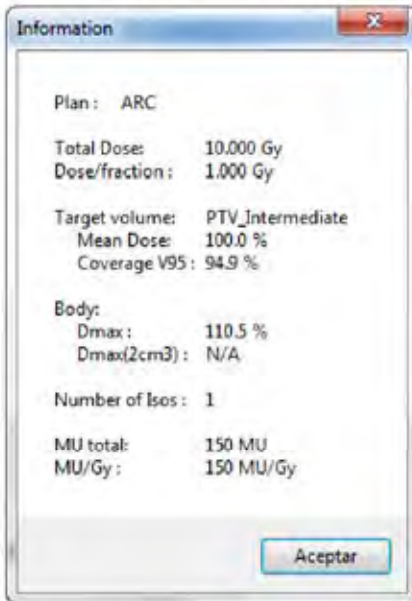 Information
Plan : ARC
Total Dose: 10.000 Gy
Dose/fraction : 1.000 Gy
Target volume: PTV_Intermediate
Mean Dose: 100.0 %
Coverage V95 : 94.9 %
Body:
Dmax : 110.5 %
Dmax(2cm3) : N/A
Number of Isos : 1
MU total: 150 MU
MU/Gy : 150 MU/Gy
Aceptar